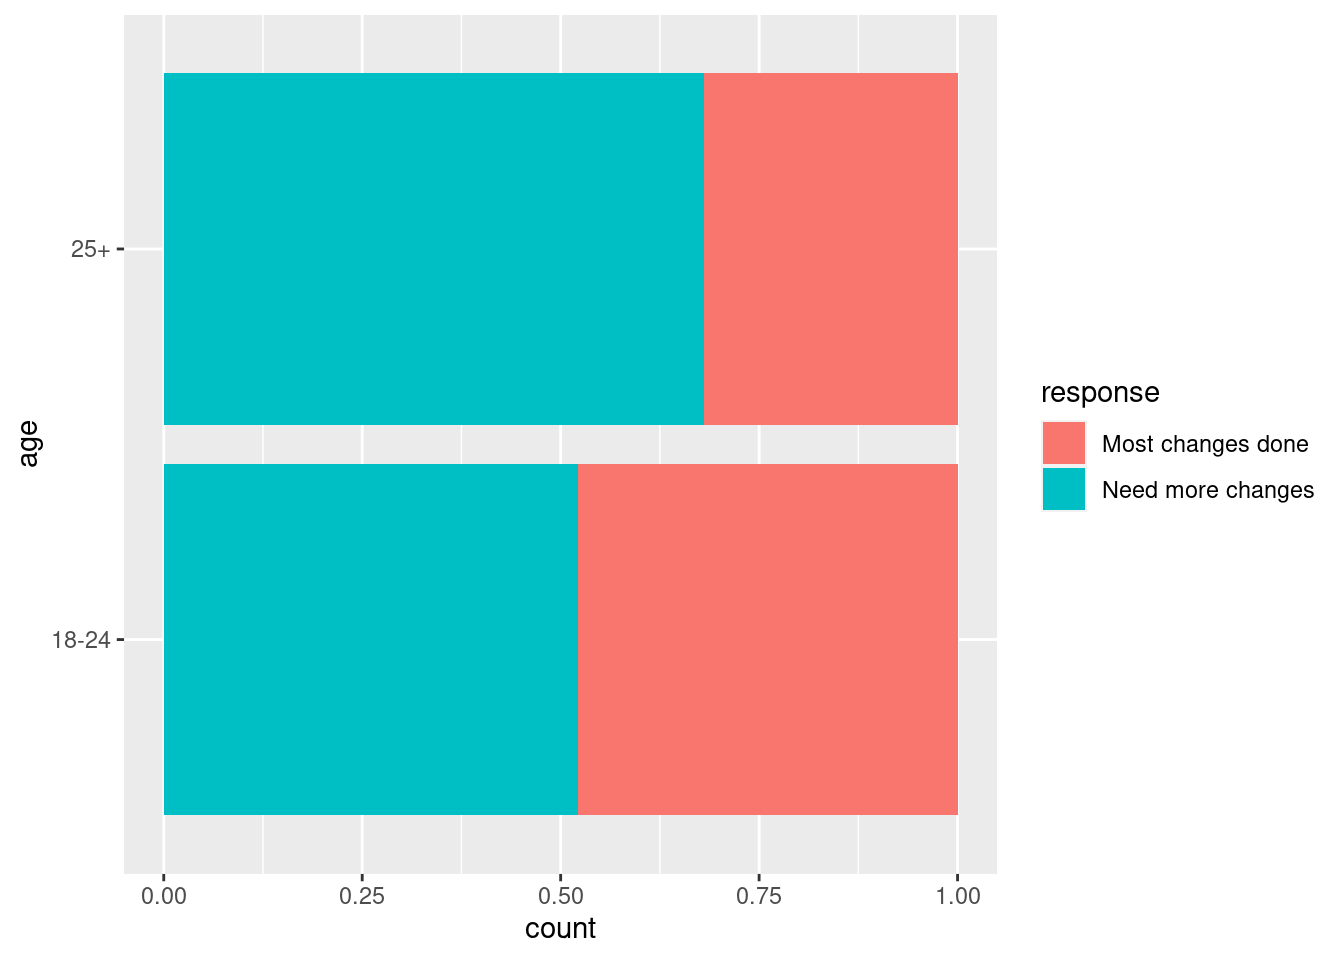 25+
18-24
age
0.00 0.25 0.50 0.75 1.00
count
response
Most changes done
Need more changes